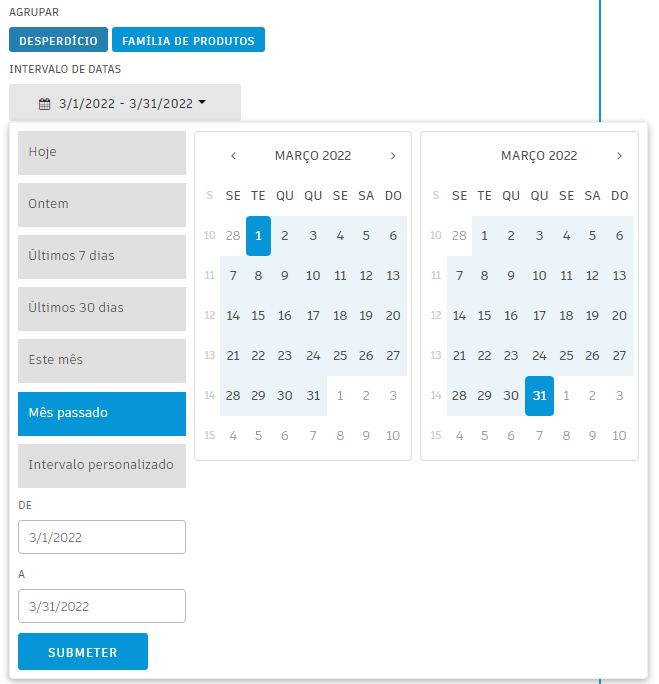 AGRUPAR
DESPERDÍCIO FAMÍLIA DE PRODUTOS
INTERVALO DE DATAS
3/1/2022 - 3/31/2022
Hoje
Ontem
Últimos 7 dias
Últimos 30 dias
Este mês
Mês passado
Intervalo personalizado
DE
3/1/2022
A
3/31/2022
SUBMETER
MARÇO 2022
S SE TE QU QU SE SA DO
10 28 1 2 3 4 5 6
11 7 8 9 10 11 12 13
12 14 15 16 17 18 19 20
13 21 22 23 24 25 26 27
14 28 29 30 31 1 2 3
15 4 5 6 7 8 9 10
MARÇO 2022
S SE TE QU QU SE SA DO
10 28 1 2 3 4 5 6
11 7 8 9 10 11 12 13
12 14 15 16 17 18 19 20
13 21 22 23 24 25 26 27
14 28 29 30 31 1 2 3
15 4 5 6 7 8 9 10